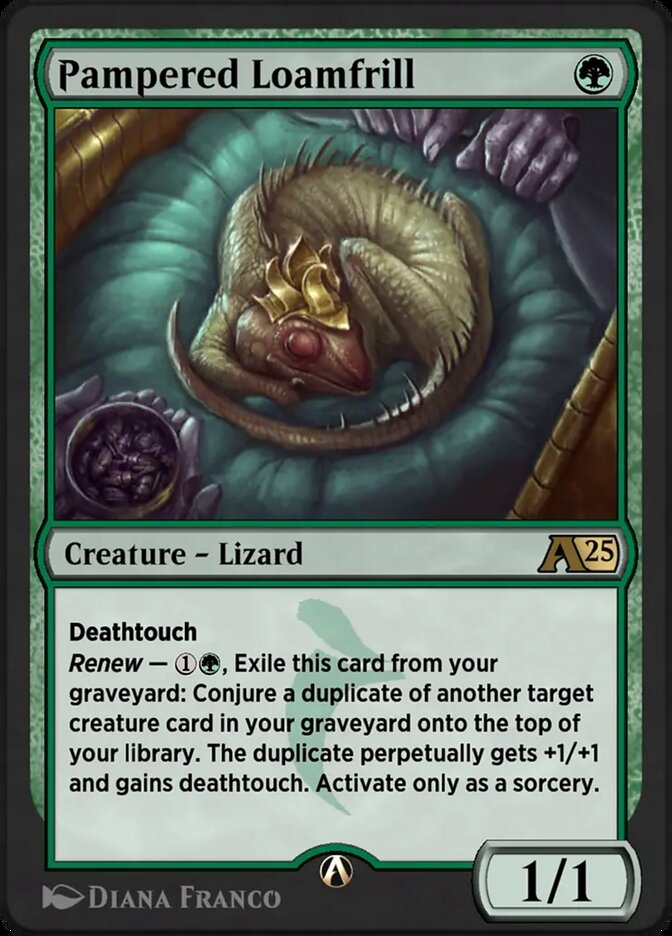 Pampered Loamfrill
Creature – Lizard
A25
Deathtouch
Renew — 1, Exile this card from your
graveyard: Conjure a duplicate of another target
creature card in your graveyard onto the top of
your library. The duplicate perpetually gets +1/+1
and gains deathtouch. Activate only as a sorcery.
1/1
Diana Franco